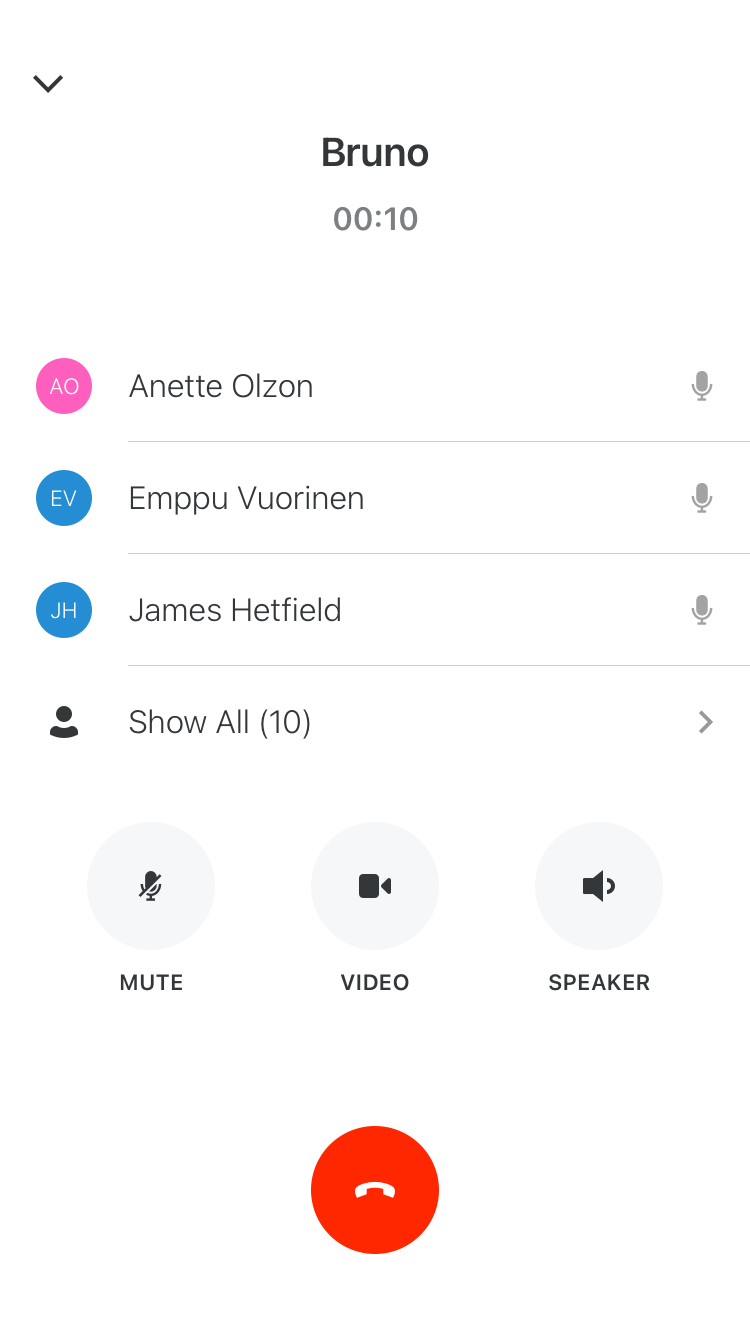 Bruno
00:10
AO Anette Olzon
EV Emppu Vuorinen
JH James Hetfield
Show All (10)
MUTE VIDEO SPEAKER